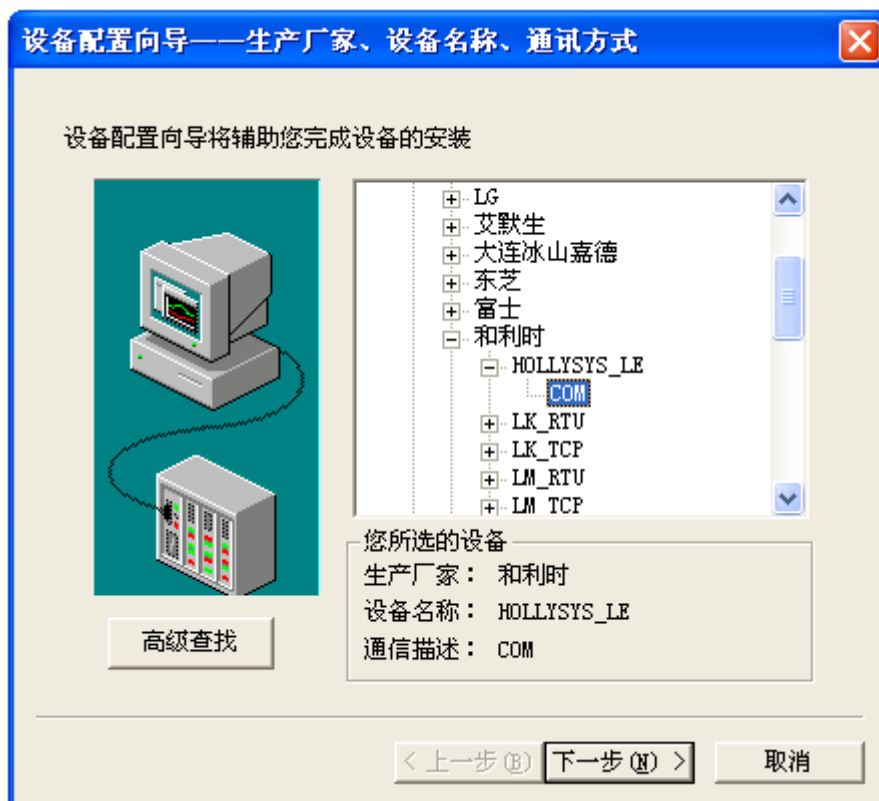 设备配置向导——生产厂家、设备名称、通讯方式
设备配置向导将辅助您完成设备的安装
LG
艾默生
大连冰山嘉德
东芝
富士
和利时
HOLLYSYS_LE
COM
LK_RTU
LK_TCP
LM_RTU
LM_TCP
您所选的设备
生产厂家： 和利时
设备名称： HOLLYSYS_LE
通信描述： COM
高级查找
< 上一步(B) 下一步(N) > 取消